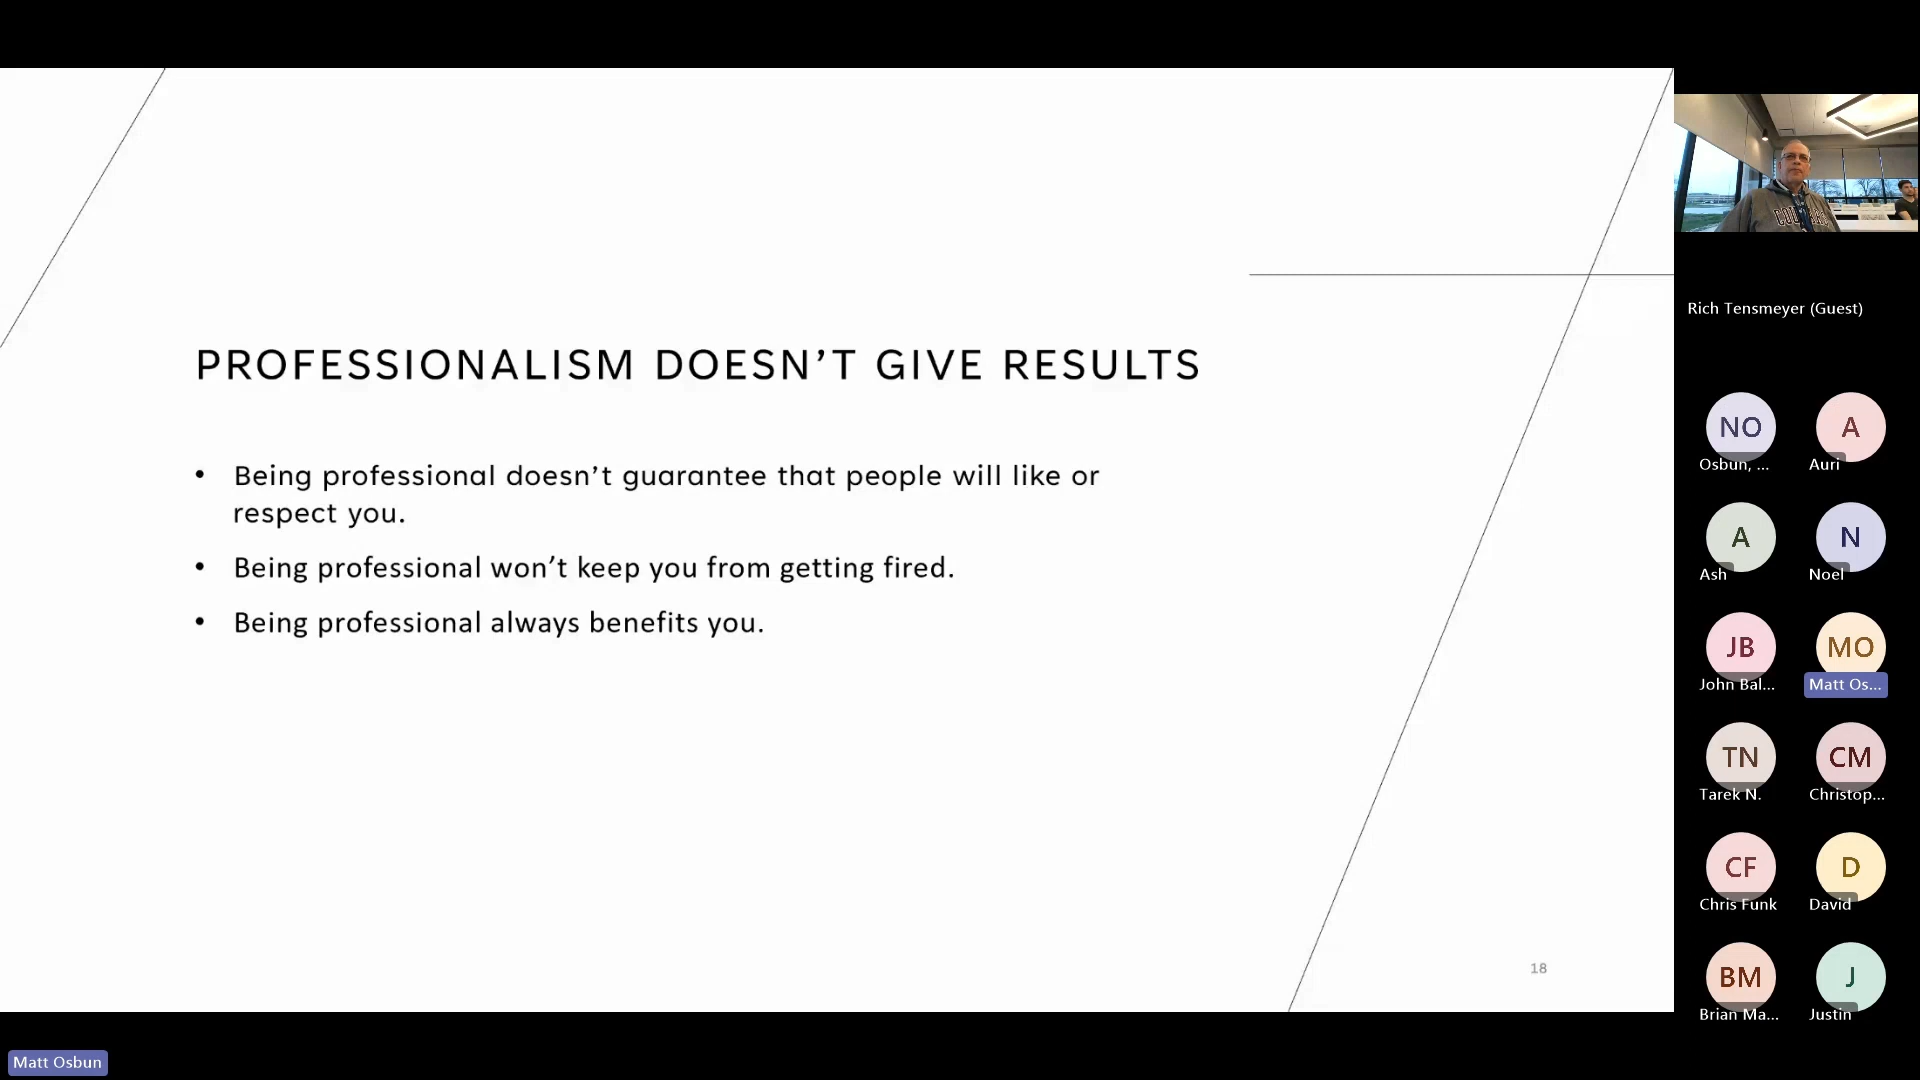 PROFESSIONALISM DOESN'T GIVE RESULTS
• Being professional doesn't guarantee that people will like or
respect you.
• Being professional won't keep you from getting fired.
• Being professional always benefits you.
18
Rich Tensmeyer (Guest)
NO
Osbun, ...
A
Auri
A
Ash
N
Noel
JB
John Bal...
MO
Matt Os...
TN
Tarek N.
CM
Christop...
CF
Chris Funk
D
David
BM
Brian Ma...
J
Justin
Matt Osbun